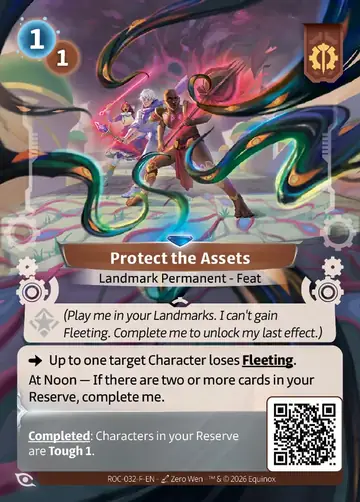 1
1
Protect the Assets
Landmark Permanent - Feat
(Play me in your Landmarks. I can't gain
Fleeting. Complete me to unlock my last effect.)
Up to one target Character loses Fleeting.
At Noon — If there are two or more cards in your
Reserve, complete me.
Completed: Characters in your Reserve
are Tough 1.
ROC-032-F-EN - Zero Wen - ™ & © 2026 Equinox